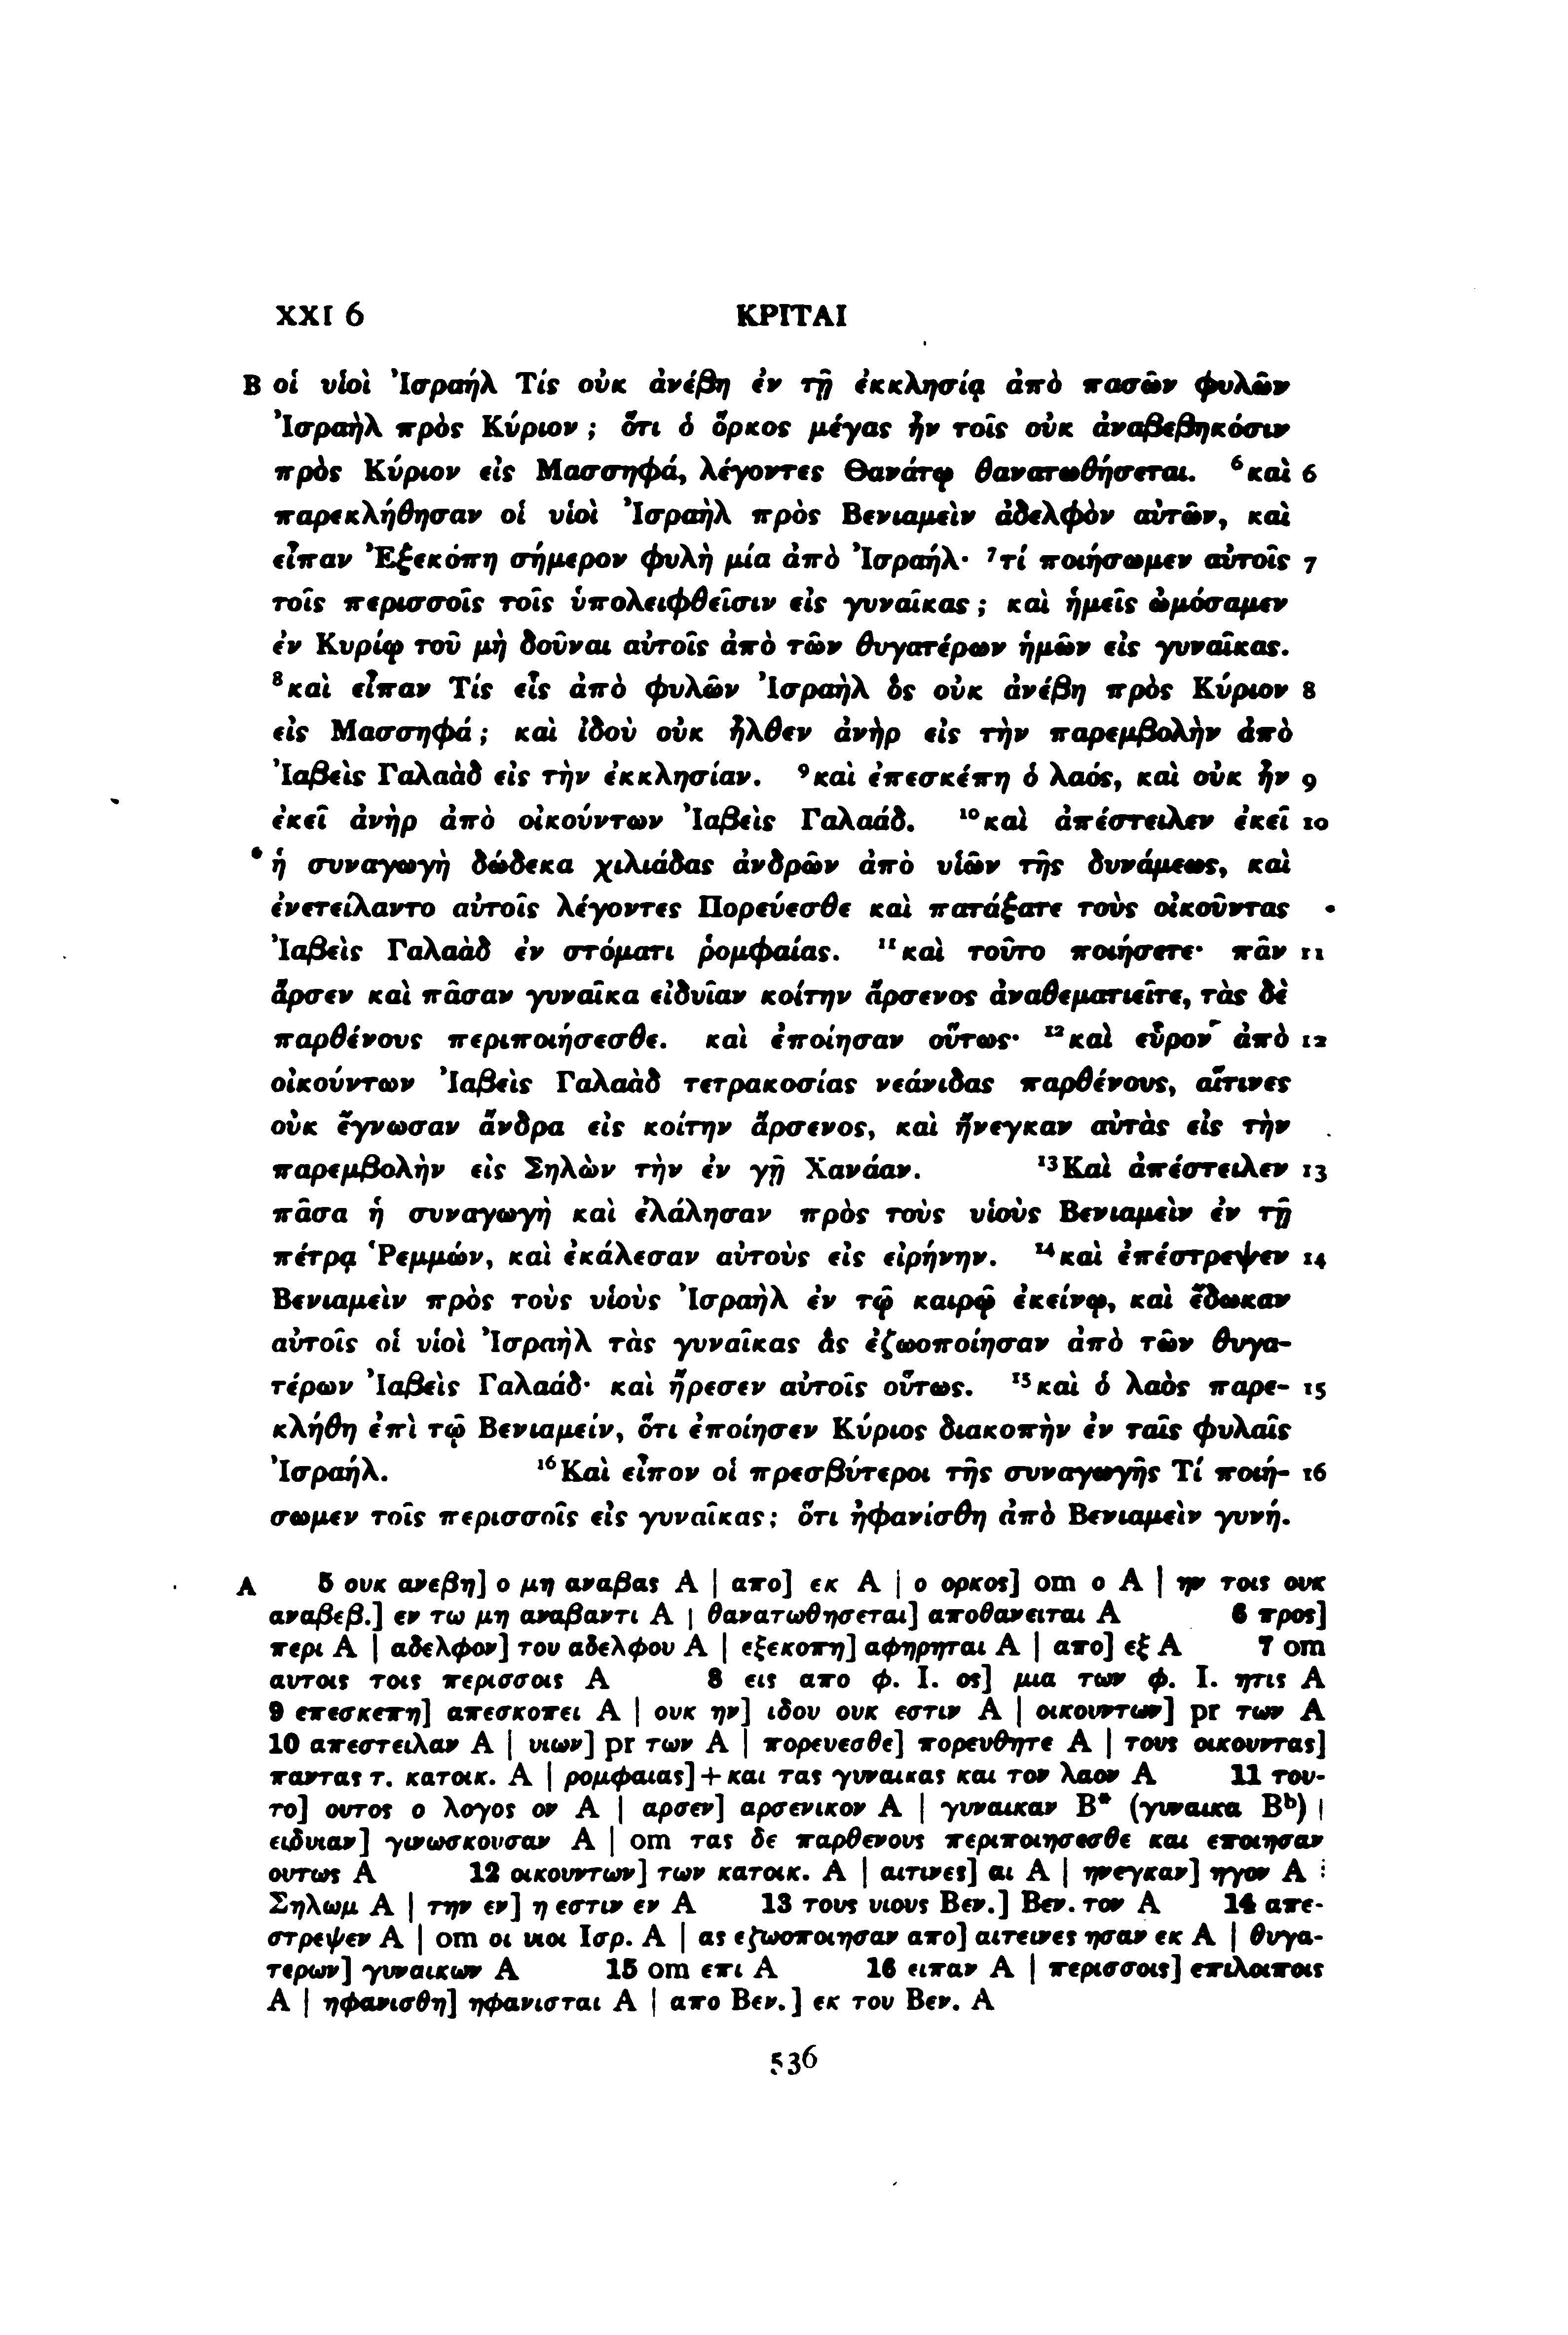 XXI 6 ΚΡΙΤΑΙ
B οἱ υἱοὶ Ἰσραήλ Τίς οὐκ ἀνέβη ἐν τῇ ἐκκλησίᾳ ἀπὸ πασῶν φυλῶν
Ἰσραὴλ πρὸς Κύριον ; ὅτι ὁ ὅρκος μέγας ἦν τοῖς οὐκ ἀναβεβηκόσιν
πρὸς Κύριον εἰς Μασσηφά, λέγοντες Θανάτῳ θανατωθήσεται. ⁶καὶ 6
παρεκλήθησαν οἱ υἱοὶ Ἰσραὴλ πρὸς Βενιαμεὶν ἀδελφὸν αὐτῶν, καὶ
εἶπαν Ἐξεκόπη σήμερον φυλὴ μία ἀπὸ Ἰσραήλ· ⁷τί ποιήσωμεν αὐτοῖς 7
τοῖς περισσοῖς τοῖς ὑπολειφθεῖσιν εἰς γυναῖκας ; καὶ ἡμεῖς ὠμόσαμεν
ἐν Κυρίῳ τοῦ μὴ δοῦναι αὐτοῖς ἀπὸ τῶν θυγατέρων ἡμῶν εἰς γυναῖκας.
⁸καὶ εἶπαν Τίς εἷς ἀπὸ φυλῶν Ἰσραὴλ ὃς οὐκ ἀνέβη πρὸς Κύριον 8
εἰς Μασσηφά ; καὶ ἰδοὺ οὐκ ἦλθεν ἀνὴρ εἰς τὴν παρεμβολὴν ἀπὸ
Ἰαβεὶς Γαλαὰδ εἰς τὴν ἐκκλησίαν. ⁹καὶ ἐπεσκέπη ὁ λαός, καὶ οὐκ ἦν 9
ἐκεῖ ἀνὴρ ἀπὸ οἰκούντων Ἰαβεὶς Γαλαάδ. ¹⁰καὶ ἀπέστειλεν ἐκεῖ 10
ἡ συναγωγὴ δώδεκα χιλιάδας ἀνδρῶν ἀπὸ υἱῶν τῆς δυνάμεως, καὶ
ἐνετείλαντο αὐτοῖς λέγοντες Πορεύεσθε καὶ πατάξατε τοὺς οἰκοῦντας
Ἰαβεὶς Γαλαὰδ ἐν στόματι ῥομφαίας. ¹¹καὶ τοῦτο ποιήσετε· πᾶν 11
ἄρσεν καὶ πᾶσαν γυναῖκα εἰδυῖαν κοίτην ἄρσενος ἀναθεματιεῖτε, τὰς δὲ
παρθένους περιποιήσεσθε. καὶ ἐποίησαν οὕτως· ¹²καὶ εὗρον ἀπὸ 12
οἰκούντων Ἰαβεὶς Γαλαὰδ τετρακοσίας νεάνιδας παρθένους, αἵτινες
οὐκ ἔγνωσαν ἄνδρα εἰς κοίτην ἄρσενος, καὶ ἤνεγκαν αὐτὰς εἰς τὴν
παρεμβολὴν εἰς Σηλὼν τὴν ἐν γῇ Χανάαν. ¹³Καὶ ἀπέστειλεν 13
πᾶσα ἡ συναγωγὴ καὶ ἐλάλησαν πρὸς τοὺς υἱοὺς Βενιαμεὶν ἐν τῇ
πέτρᾳ Ῥεμμών, καὶ ἐκάλεσαν αὐτοὺς εἰς εἰρήνην. ¹⁴καὶ ἐπέστρεψεν 14
Βενιαμεὶν πρὸς τοὺς υἱοὺς Ἰσραὴλ ἐν τῷ καιρῷ ἐκείνῳ, καὶ ἔδωκαν
αὐτοῖς οἱ υἱοὶ Ἰσραὴλ τὰς γυναῖκας ἃς ἐζωοποίησαν ἀπὸ τῶν θυγα-
τέρων Ἰαβεὶς Γαλαάδ· καὶ ἤρεσεν αὐτοῖς οὕτως. ¹⁵καὶ ὁ λαὸς παρε- 15
κλήθη ἐπὶ τῷ Βενιαμείν, ὅτι ἐποίησεν Κύριος διακοπὴν ἐν ταῖς φυλαῖς
Ἰσραήλ. ¹⁶Καὶ εἶπον οἱ πρεσβύτεροι τῆς συναγωγῆς Τί ποιή- 16
σωμεν τοῖς περισσοῖς εἰς γυναῖκας ; ὅτι ἠφανίσθη ἀπὸ Βενιαμεὶν γυνή.
A 5 ουκ ανεβη] ο μη αναβας A | απο] εκ A | ο ορκος] om ο A | ην τοις ουκ
αναβεβ.] εν τω μη αναβαντι A | θανατωθησεται] αποθανειται A 6 προς]
περι A | αδελφον] του αδελφου A | εξεκοπη] αφηρηται A | απο] εξ A 7 om
αυτοις τοις περισσοις A 8 εις απο φ. Ι. ος] μια των φ. Ι. ητις A
9 επεσκεπη] απεσκοπει A | ουκ ην] ιδου ουκ εστιν A | οικουντων] pr των A
10 απεστειλαν A | υιων] pr των A | πορευεσθε] πορευθητε A | τους οικουντας]
παντας τ. κατοικ. A | ρομφαιας]+και τας γυναικας και τον λαον A 11 του-
το] ουτος ο λογος ον A | αρσεν] αρσενικον A | γυναικαν B* (γυναικα Bᵇ) |
ειδυιαν] γινωσκουσαν A | om τας δε παρθενους περιποιησεσθε και εποιησαν
ουτως A 12 οικουντων] των κατοικ. A | αιτινες] αι A | ηνεγκαν] ηγον A |
Σηλωμ A | την εν] η εστιν εν A 13 τους υιους Βεν.] Βεν. τον A 14 απε-
στρεψεν A | om οι υιοι Ισρ. A | ας εζωοποιησαν απο] αιτεινες ησαν εκ A | θυγα-
τερων] γυναικων A 15 om επι A 16 ειπαν A | περισσοις] επιλοιποις
A | ηφανισθη] ηφανισται A | απο Βεν.] εκ του Βεν. A
536